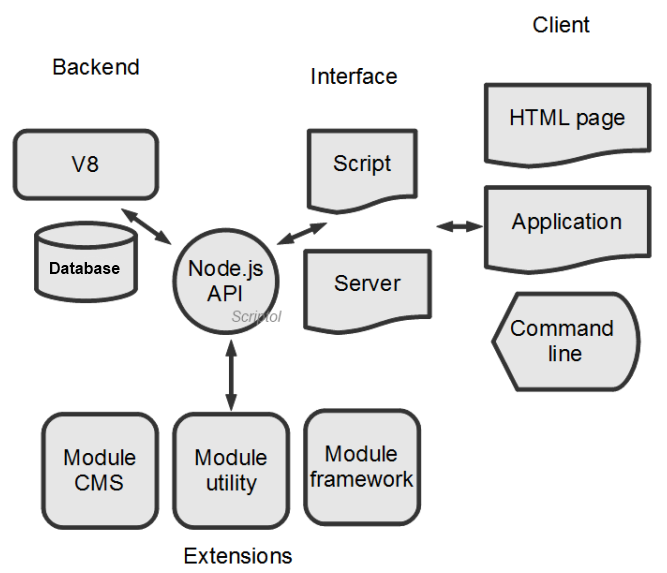 Client
Backend
Interface
HTML page
V8
Script
Application
Database
Node.js
API
Scriptol
Server
Command
line
Module
CMS
Module
utility
Module
framework
Extensions